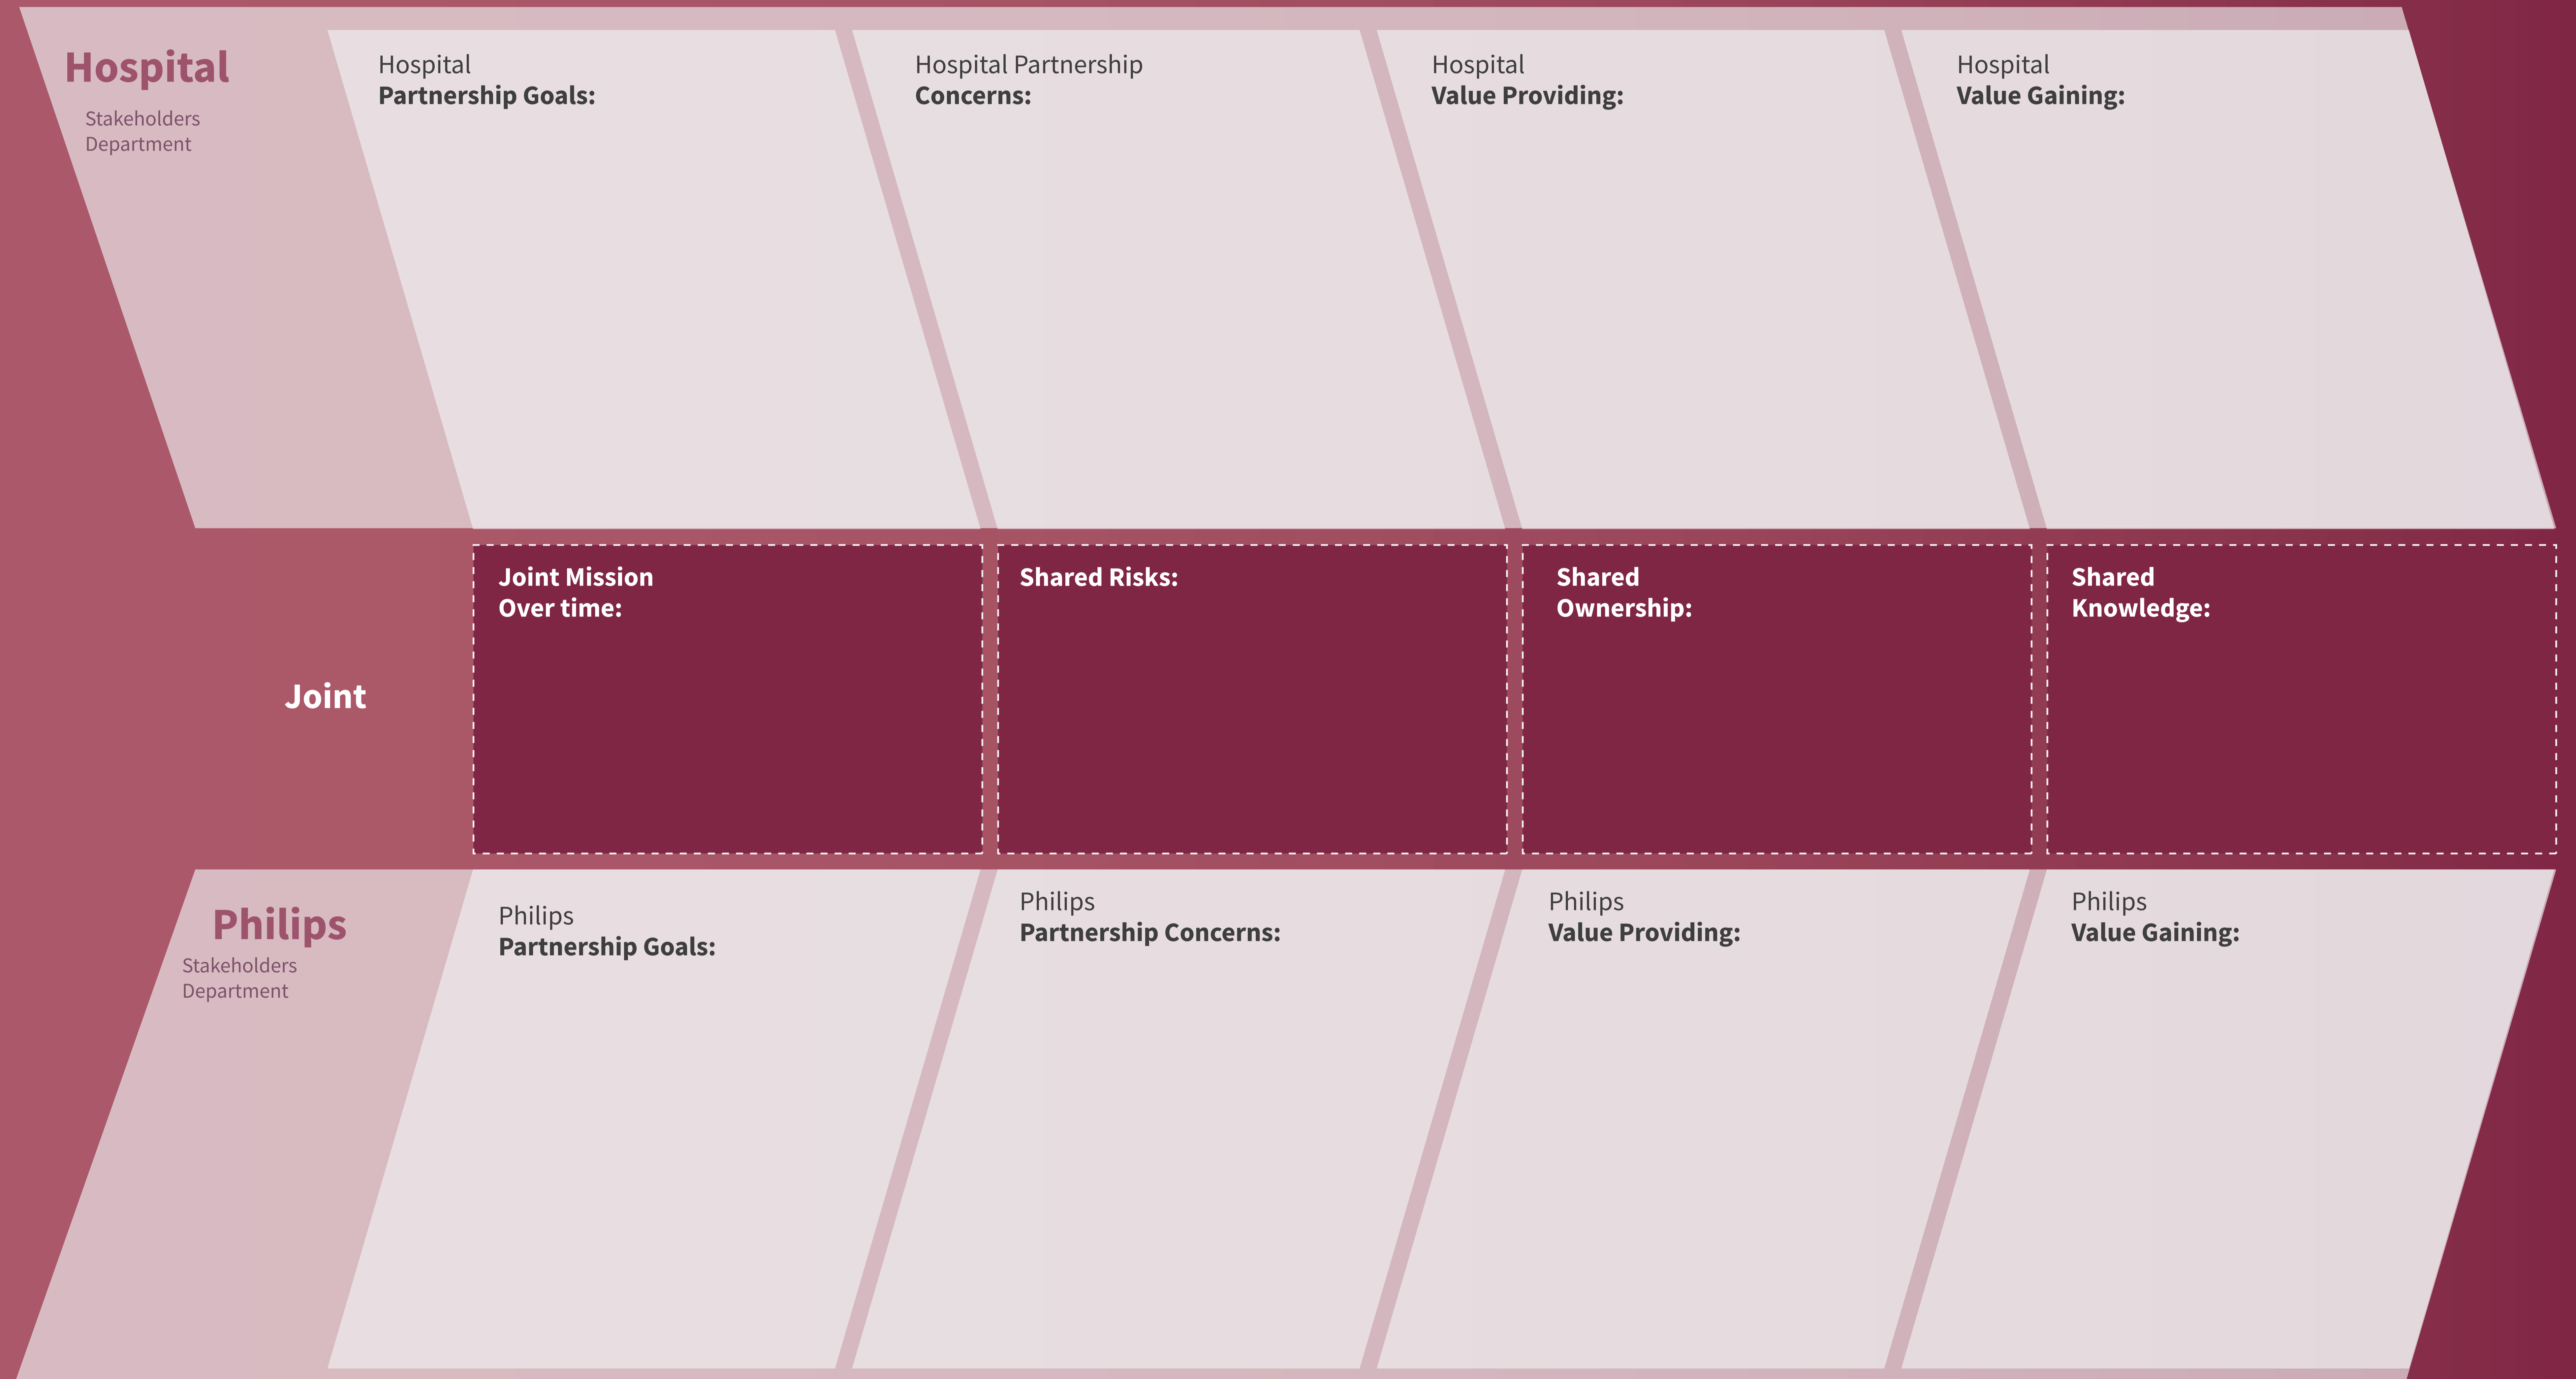 Hospital
Stakeholders
Department
Hospital
Partnership Goals:
Hospital Partnership
Concerns:
Hospital
Value Providing:
Hospital
Value Gaining:
Joint
Joint Mission
Over time:
Shared Risks:
Shared
Ownership:
Shared
Knowledge:
Philips
Stakeholders
Department
Philips
Partnership Goals:
Philips
Partnership Concerns:
Philips
Value Providing:
Philips
Value Gaining: